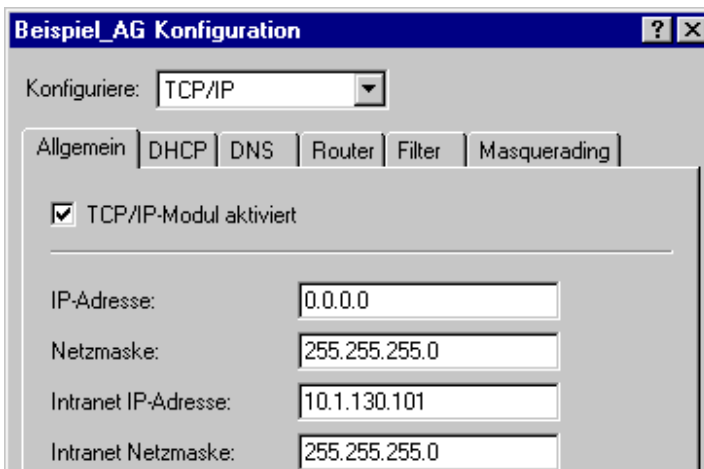 Beispiel_AG Konfiguration
Konfiguriere: TCP/IP
Allgemein DHCP DNS Router Filter Masquerading
TCP/IP-Modul aktiviert
IP-Adresse: 0.0.0.0
Netzmaske: 255.255.255.0
Intranet IP-Adresse: 10.1.130.101
Intranet Netzmaske: 255.255.255.0